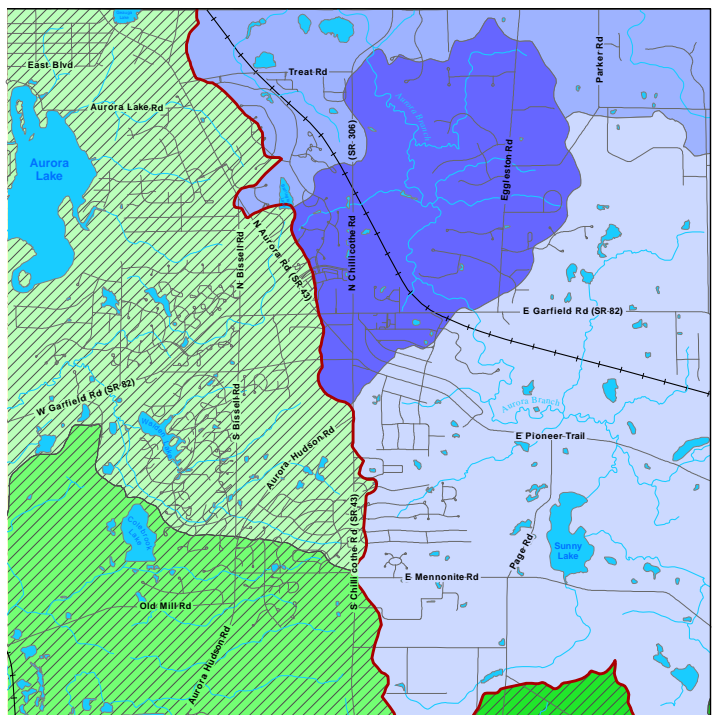 East Blvd
Treat Rd
Parker Rd
Aurora Lake Rd
Aurora Branch
(SR 306)
Aurora
Lake
Eggleston Rd
N Chillicothe Rd
N Bissell Rd
N Aurora Rd (SR 43)
E Garfield Rd (SR 82)
W Garfield Rd (SR 82)
S Bissell Rd
Aurora Branch
E Pioneer Trail
Aurora Hudson Rd
S Chillicothe Rd (SR 43)
Page Rd
Sunny
Lake
E Mennonite Rd
Old Mill Rd
Aurora Hudson Rd